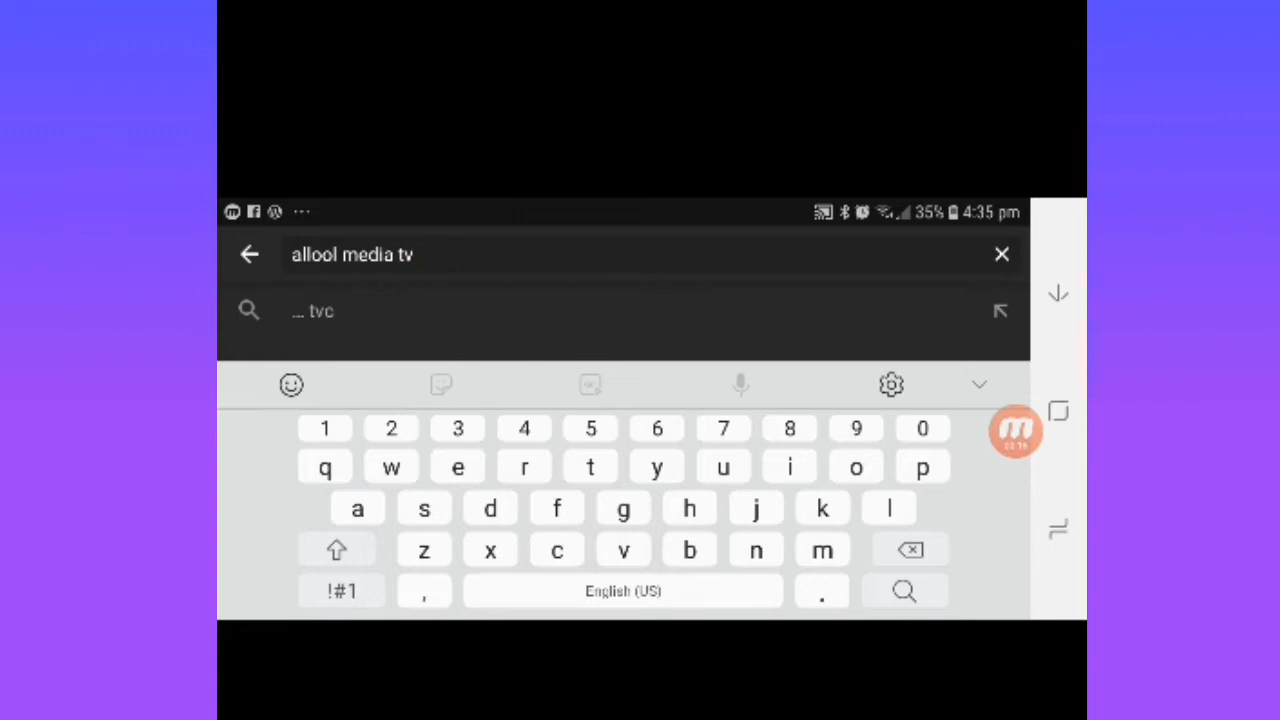 35% 4:35 pm
allool media tv
... tvc
1 2 3 4 5 6 7 8 9 0
q w e r t y u i o p
a s d f g h j k l
z x c v b n m
!#1 , English (US) .